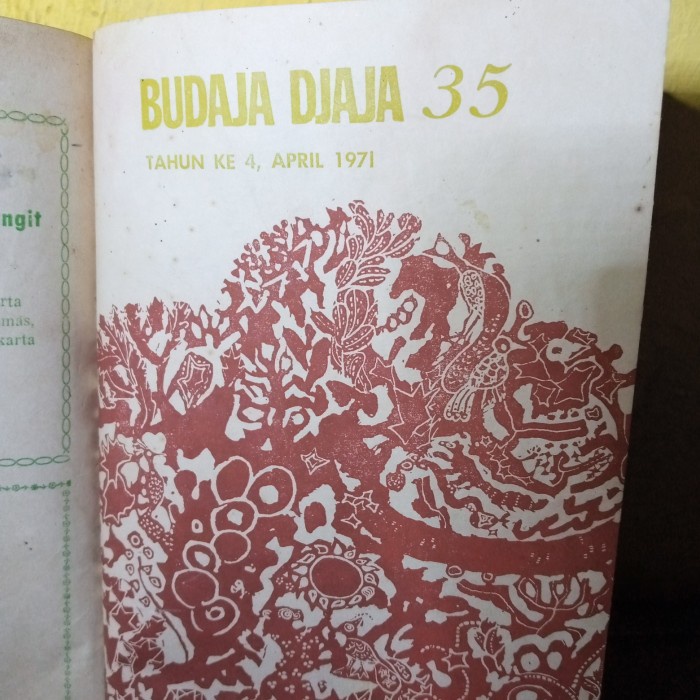 BUDAJA DJAJA 35
TAHUN KE 4, APRIL 1971
ngit
rta
mas,
karta